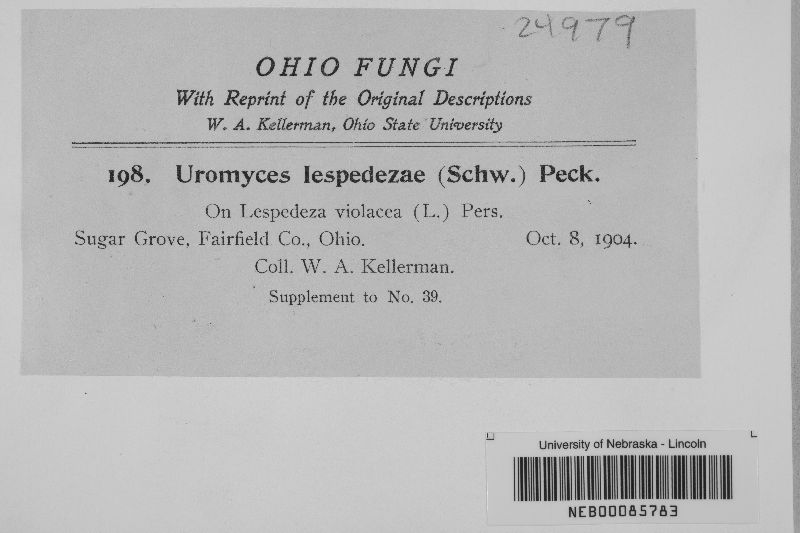 24979
OHIO FUNGI
With Reprint of the Original Descriptions
W. A. Kellerman, Ohio State University
198. Uromyces lespedezae (Schw.) Peck.
On Lespedeza violacea (L.) Pers.
Sugar Grove, Fairfield Co., Ohio. Oct. 8, 1904.
Coll. W. A. Kellerman.
Supplement to No. 39.
University of Nebraska - Lincoln
NEB00085783